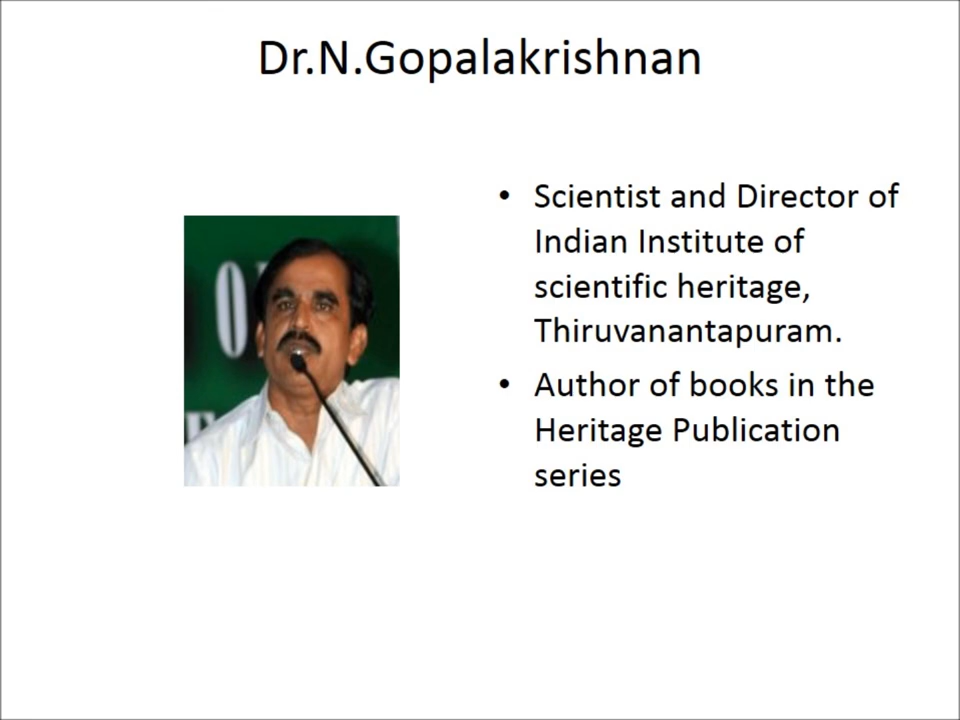 Dr.N.Gopalakrishnan
• Scientist and Director of
Indian Institute of
scientific heritage,
Thiruvanantapuram.
• Author of books in the
Heritage Publication
series